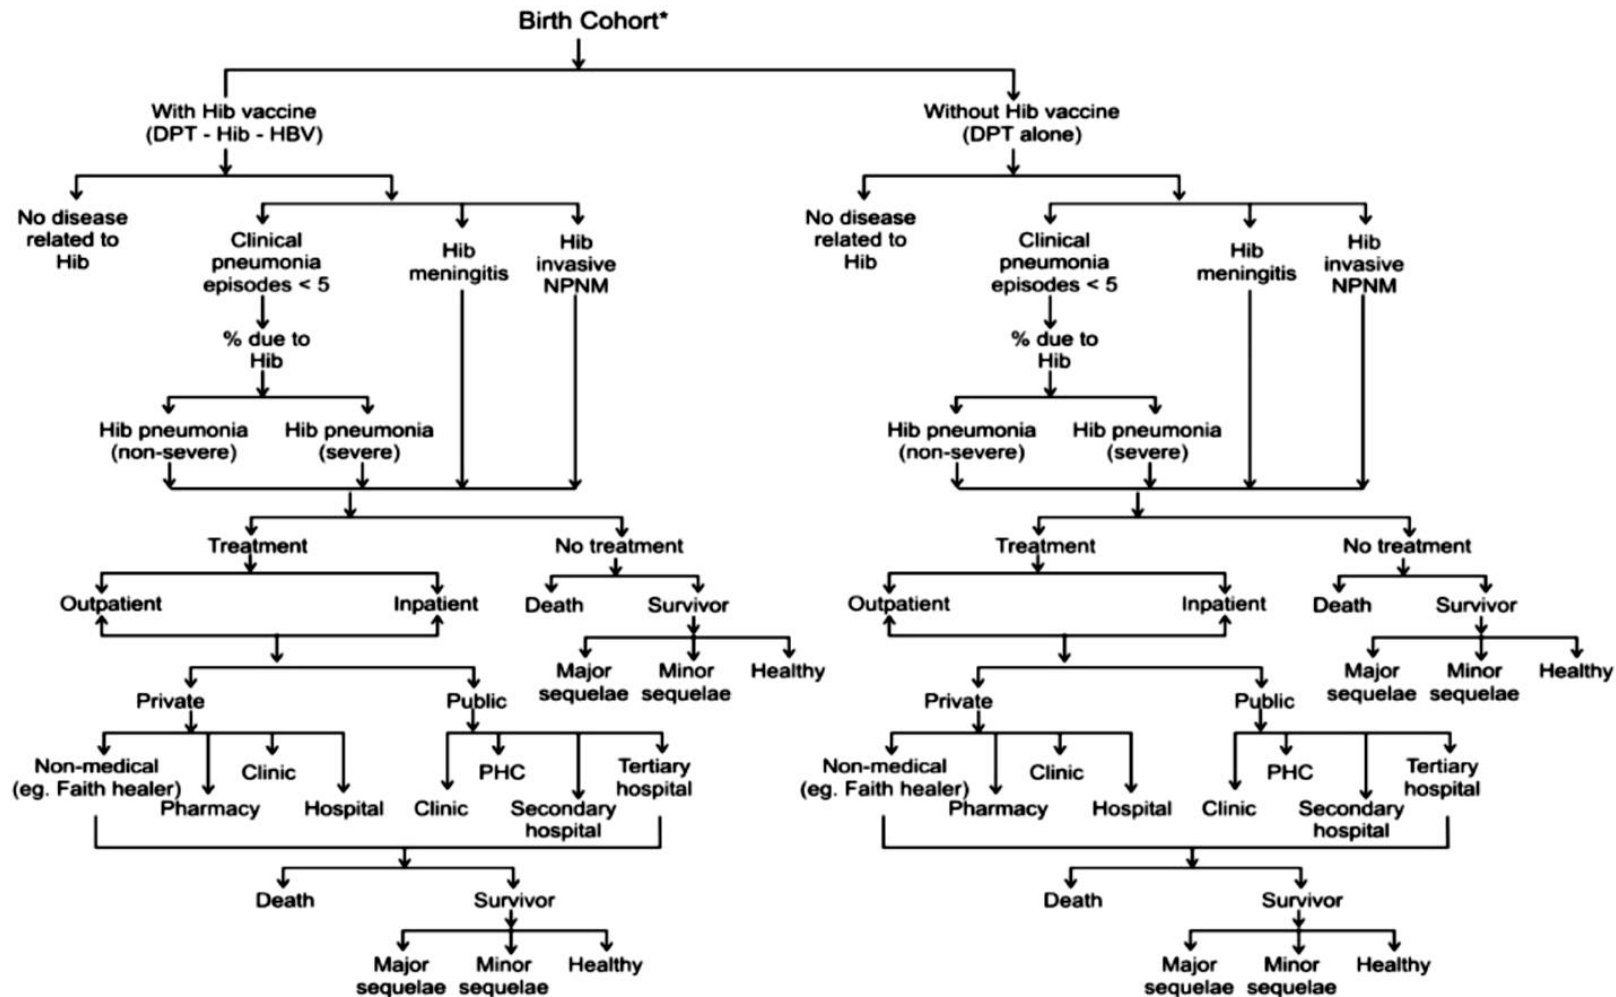 Birth Cohort*
With Hib vaccine
(DPT - Hib - HBV)
No disease
related to
Hib
Clinical
pneumonia
episodes < 5
Hib
meningitis
Hib
invasive
NPNM
% due to
Hib
Hib pneumonia
(non-severe)
Hib pneumonia
(severe)
Treatment
No treatment
Outpatient
Inpatient
Death
Survivor
Major
sequelae
Minor
sequelae
Healthy
Private
Public
Non-medical
(eg. Faith healer)
Pharmacy
Clinic
Hospital
Clinic
PHC
Secondary
hospital
Tertiary
hospital
Death
Survivor
Major
sequelae
Minor
sequelae
Healthy
Without Hib vaccine
(DPT alone)
No disease
related to
Hib
Clinical
pneumonia
episodes < 5
Hib
meningitis
Hib
invasive
NPNM
% due to
Hib
Hib pneumonia
(non-severe)
Hib pneumonia
(severe)
Treatment
No treatment
Outpatient
Inpatient
Death
Survivor
Major
sequelae
Minor
sequelae
Healthy
Private
Public
Non-medical
(eg. Faith healer)
Pharmacy
Clinic
Hospital
Clinic
PHC
Secondary
hospital
Tertiary
hospital
Death
Survivor
Major
sequelae
Minor
sequelae
Healthy